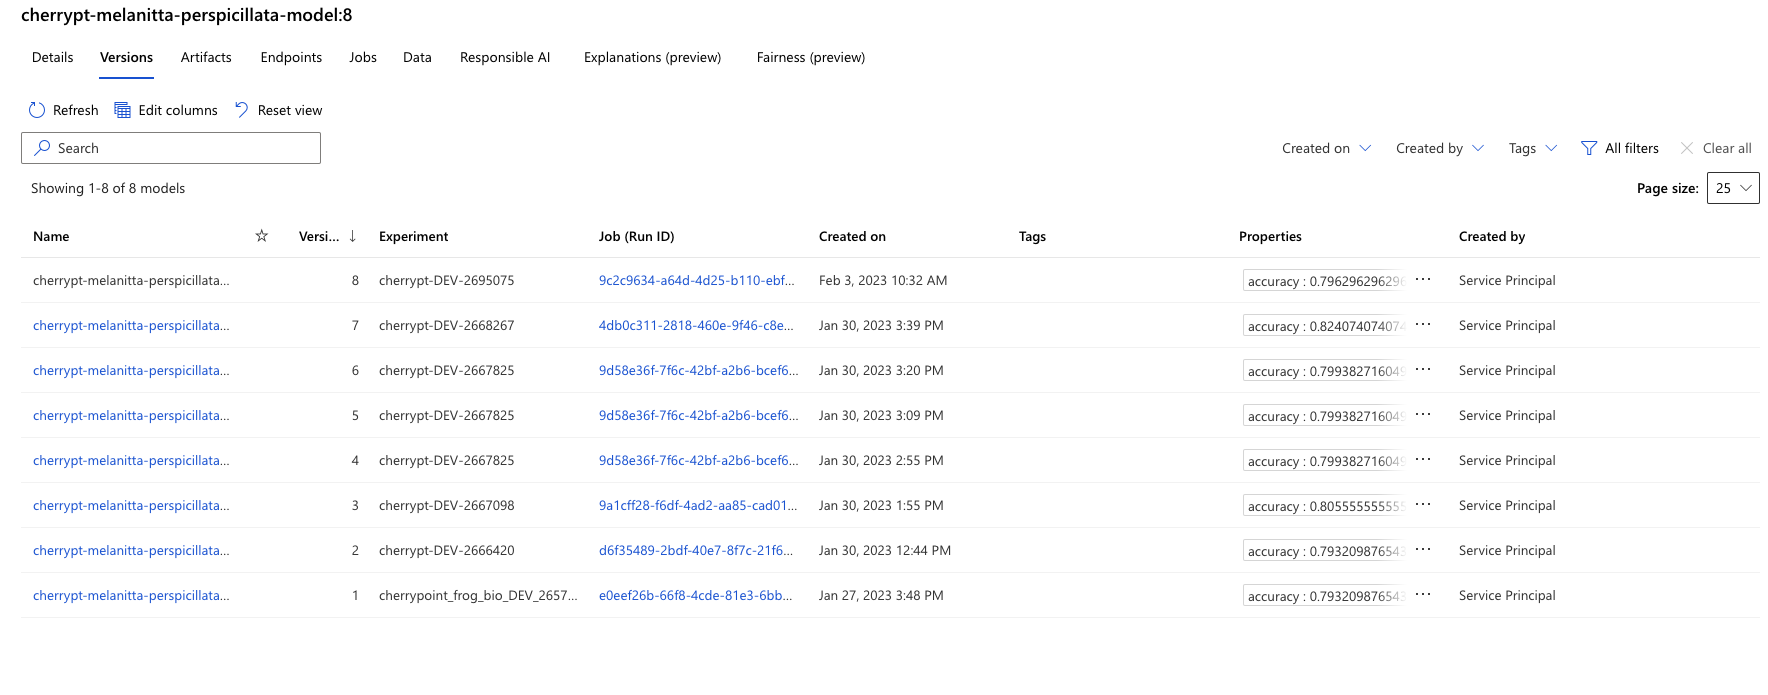 cherrypt-melanitta-perspicillata-model:8
Details Versions Artifacts Endpoints Jobs Data Responsible AI Explanations (preview) Fairness (preview)
Refresh Edit columns Reset view
Search Created on Created by Tags All filters Clear all
Showing 1-8 of 8 models Page size: 25
Name Versi... Experiment Job (Run ID) Created on Tags Properties Created by
cherrypt-melanitta-perspicillata... 8 cherrypt-DEV-2695075 9c2c9634-a64d-4d25-b110-ebf... Feb 3, 2023 10:32 AM accuracy : 0.796296296296 ... Service Principal
cherrypt-melanitta-perspicillata... 7 cherrypt-DEV-2668267 4db0c311-2818-460e-9f46-c8e... Jan 30, 2023 3:39 PM accuracy : 0.824074074074 ... Service Principal
cherrypt-melanitta-perspicillata... 6 cherrypt-DEV-2667825 9d58e36f-7f6c-42bf-a2b6-bcef6... Jan 30, 2023 3:20 PM accuracy : 0.799382716049 ... Service Principal
cherrypt-melanitta-perspicillata... 5 cherrypt-DEV-2667825 9d58e36f-7f6c-42bf-a2b6-bcef6... Jan 30, 2023 3:09 PM accuracy : 0.799382716049 ... Service Principal
cherrypt-melanitta-perspicillata... 4 cherrypt-DEV-2667825 9d58e36f-7f6c-42bf-a2b6-bcef6... Jan 30, 2023 2:55 PM accuracy : 0.799382716049 ... Service Principal
cherrypt-melanitta-perspicillata... 3 cherrypt-DEV-2667098 9a1cff28-f6df-4ad2-aa85-cad01... Jan 30, 2023 1:55 PM accuracy : 0.805555555555 ... Service Principal
cherrypt-melanitta-perspicillata... 2 cherrypt-DEV-2666420 d6f35489-2bdf-40e7-8f7c-21f6... Jan 30, 2023 12:44 PM accuracy : 0.793209876543 ... Service Principal
cherrypt-melanitta-perspicillata... 1 cherrypoint_frog_bio_DEV_2657... e0eef26b-66f8-4cde-81e3-6bb... Jan 27, 2023 3:48 PM accuracy : 0.793209876543 ... Service Principal